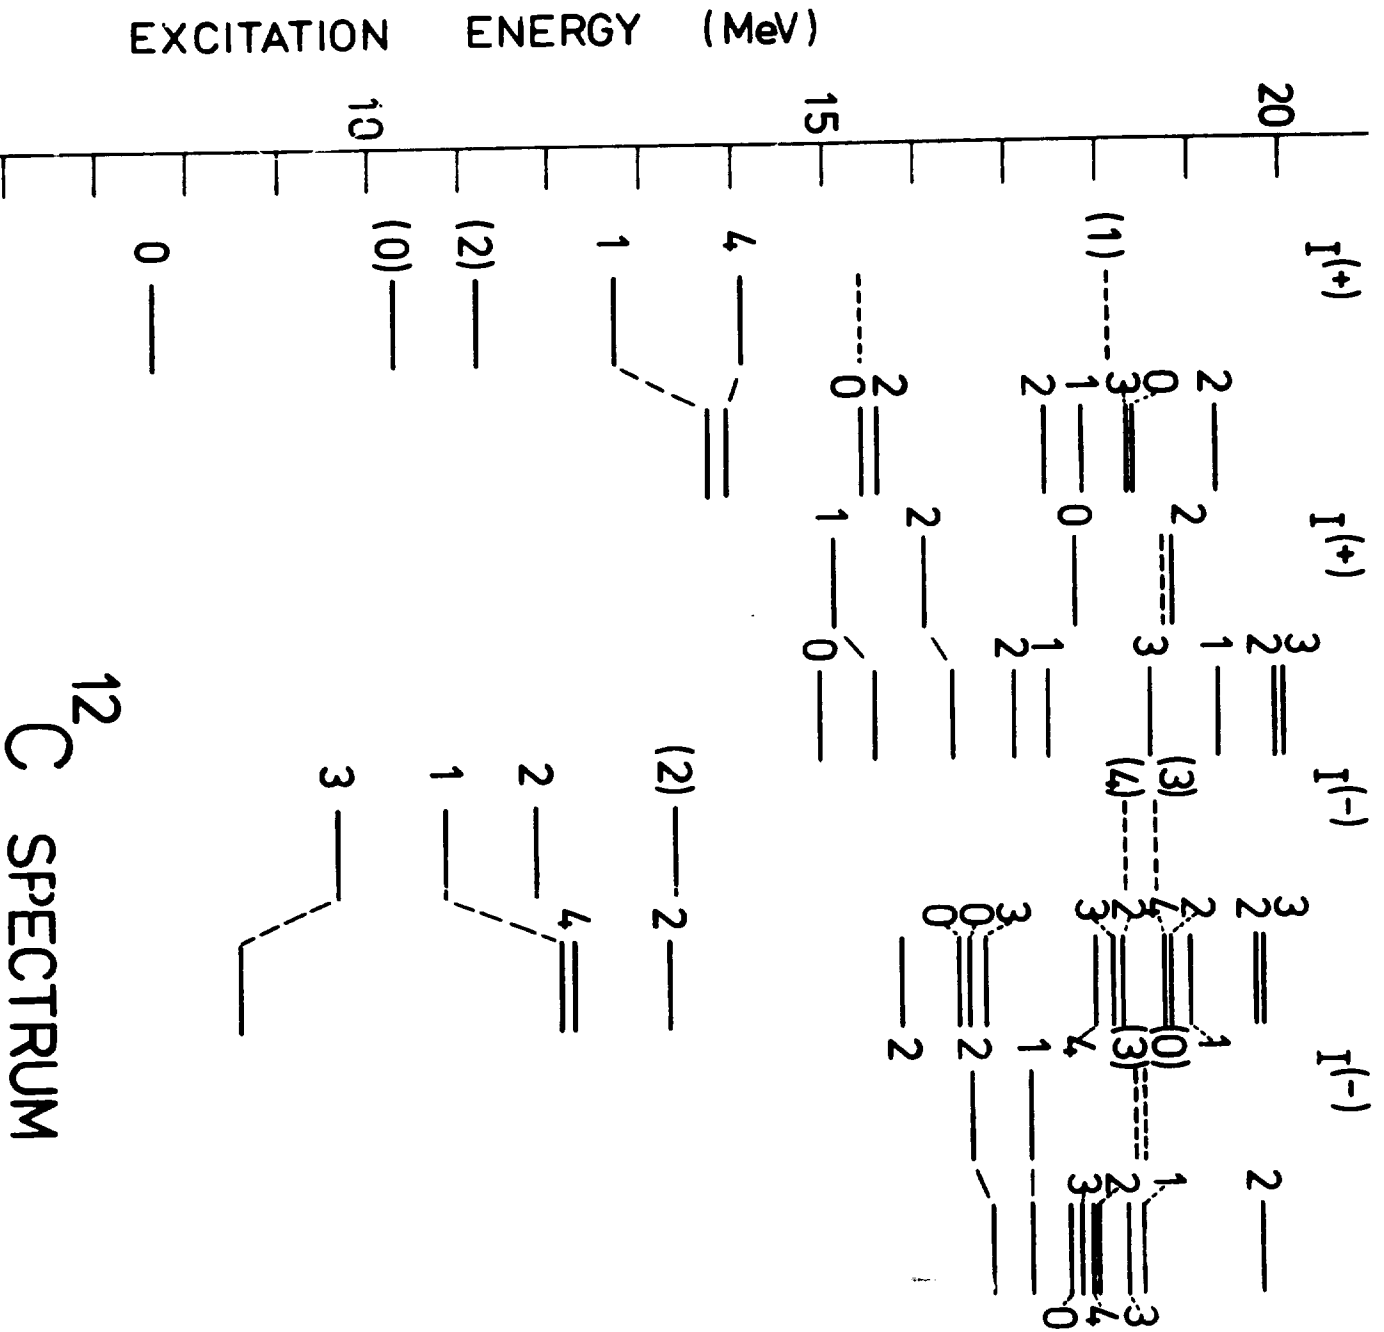 EXCITATION ENERGY (MeV)
10 15 20
I(+)
0 (0) (2) 1 4 (1)
0 2 2 1 3 0 2
I(+)
1 2 0 2
0 2 1 3 1 2 3
I(-)
3 1 2 (2) (4) (3)
4 2 0 0 3 3 2 4 2 2 3
I(-)
2 2 1 4 (3) (0) 1
3 2 1 2
0 4 3
12C SPECTRUM